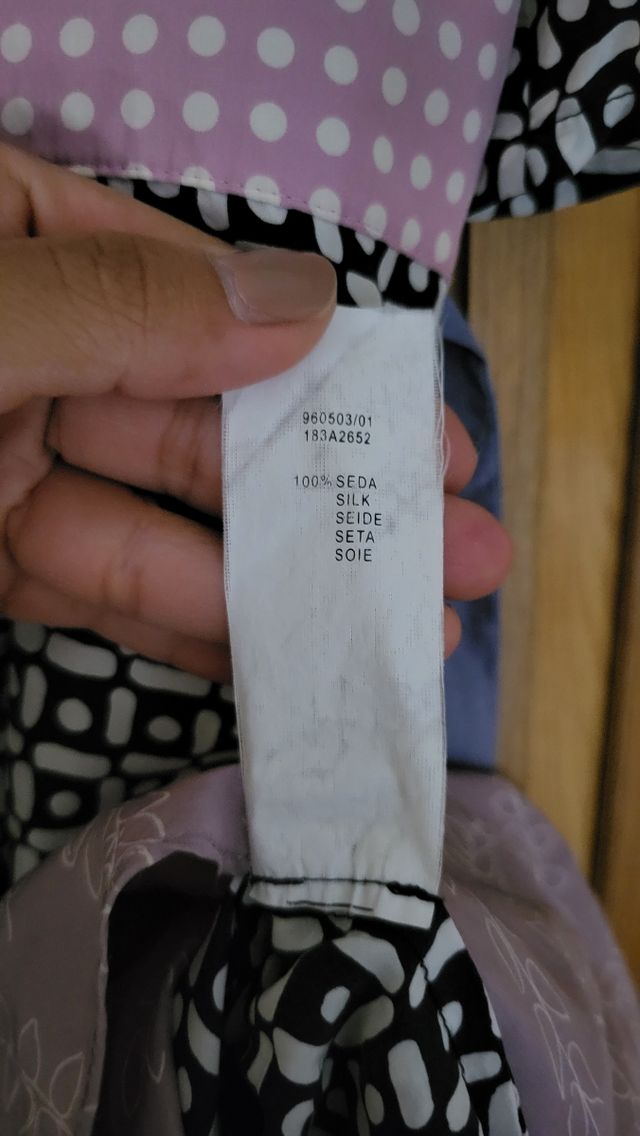 960503/01
183A2652
100% SEDA
SILK
SEIDE
SETA
SOIE